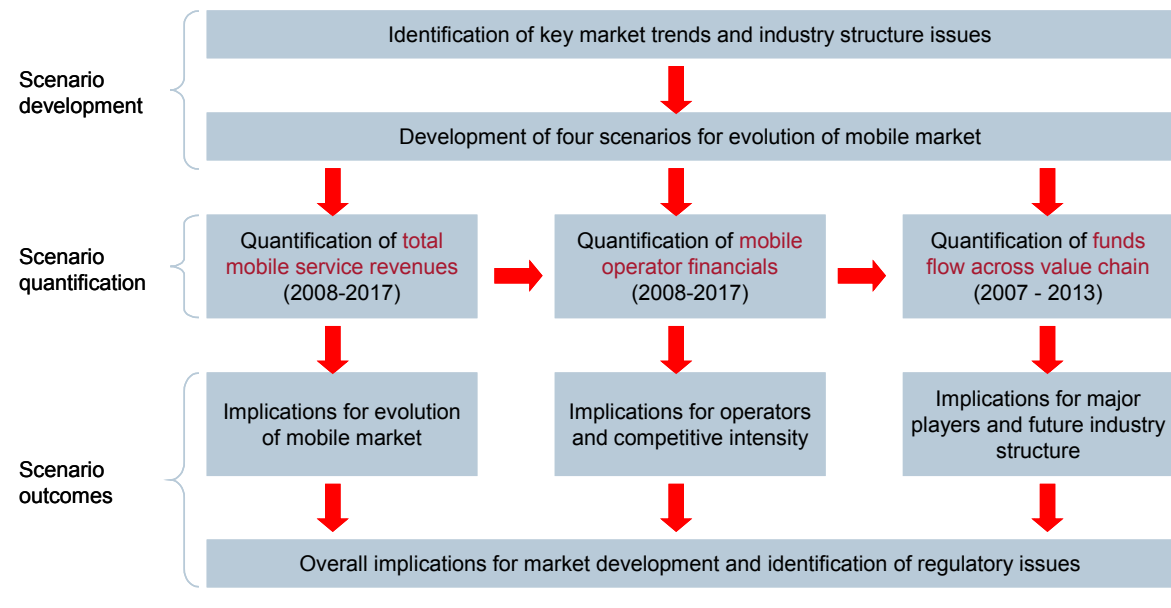 Identification of key market trends and industry structure issues
Scenario
development
Development of four scenarios for evolution of mobile market
Scenario
quantification
Quantification of total
mobile service revenues
(2008-2017)
Quantification of mobile
operator financials
(2008-2017)
Quantification of funds
flow across value chain
(2007 - 2013)
Scenario
outcomes
Implications for evolution
of mobile market
Implications for operators
and competitive intensity
Implications for major
players and future industry
structure
Overall implications for market development and identification of regulatory issues